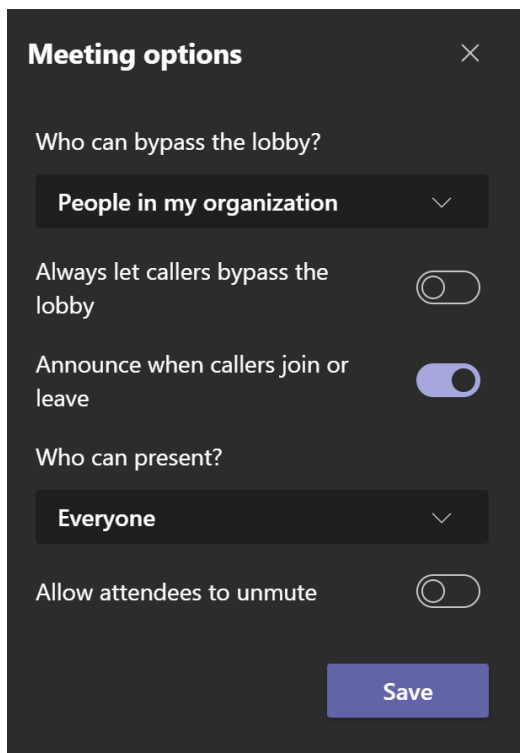 Meeting options
Who can bypass the lobby?
People in my organization
Always let callers bypass the
lobby
Announce when callers join or
leave
Who can present?
Everyone
Allow attendees to unmute
Save